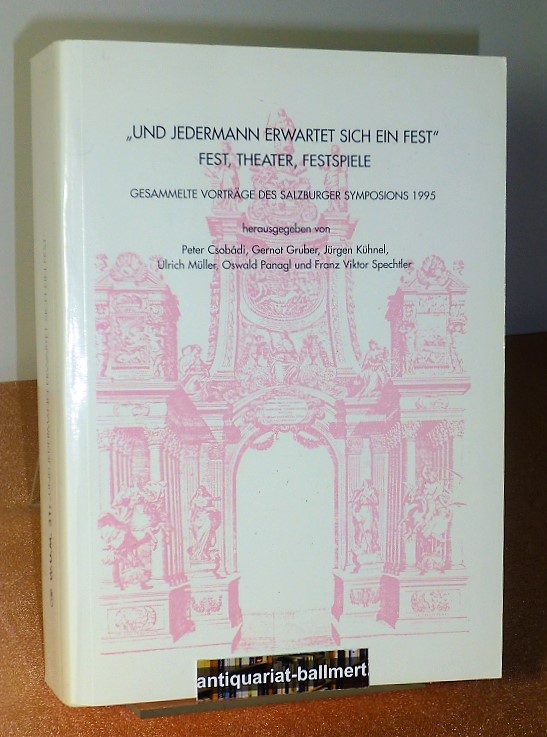 „UND JEDERMANN ERWARTET SICH EIN FEST“
FEST, THEATER, FESTSPIELE
GESAMMELTE VORTRÄGE DES SALZBURGER SYMPOSIONS 1995
herausgegeben von
Peter Csobádi, Gernot Gruber, Jürgen Kühnel,
Ulrich Müller, Oswald Panagl und Franz Viktor Spechtler
antiquariat-ballmert.